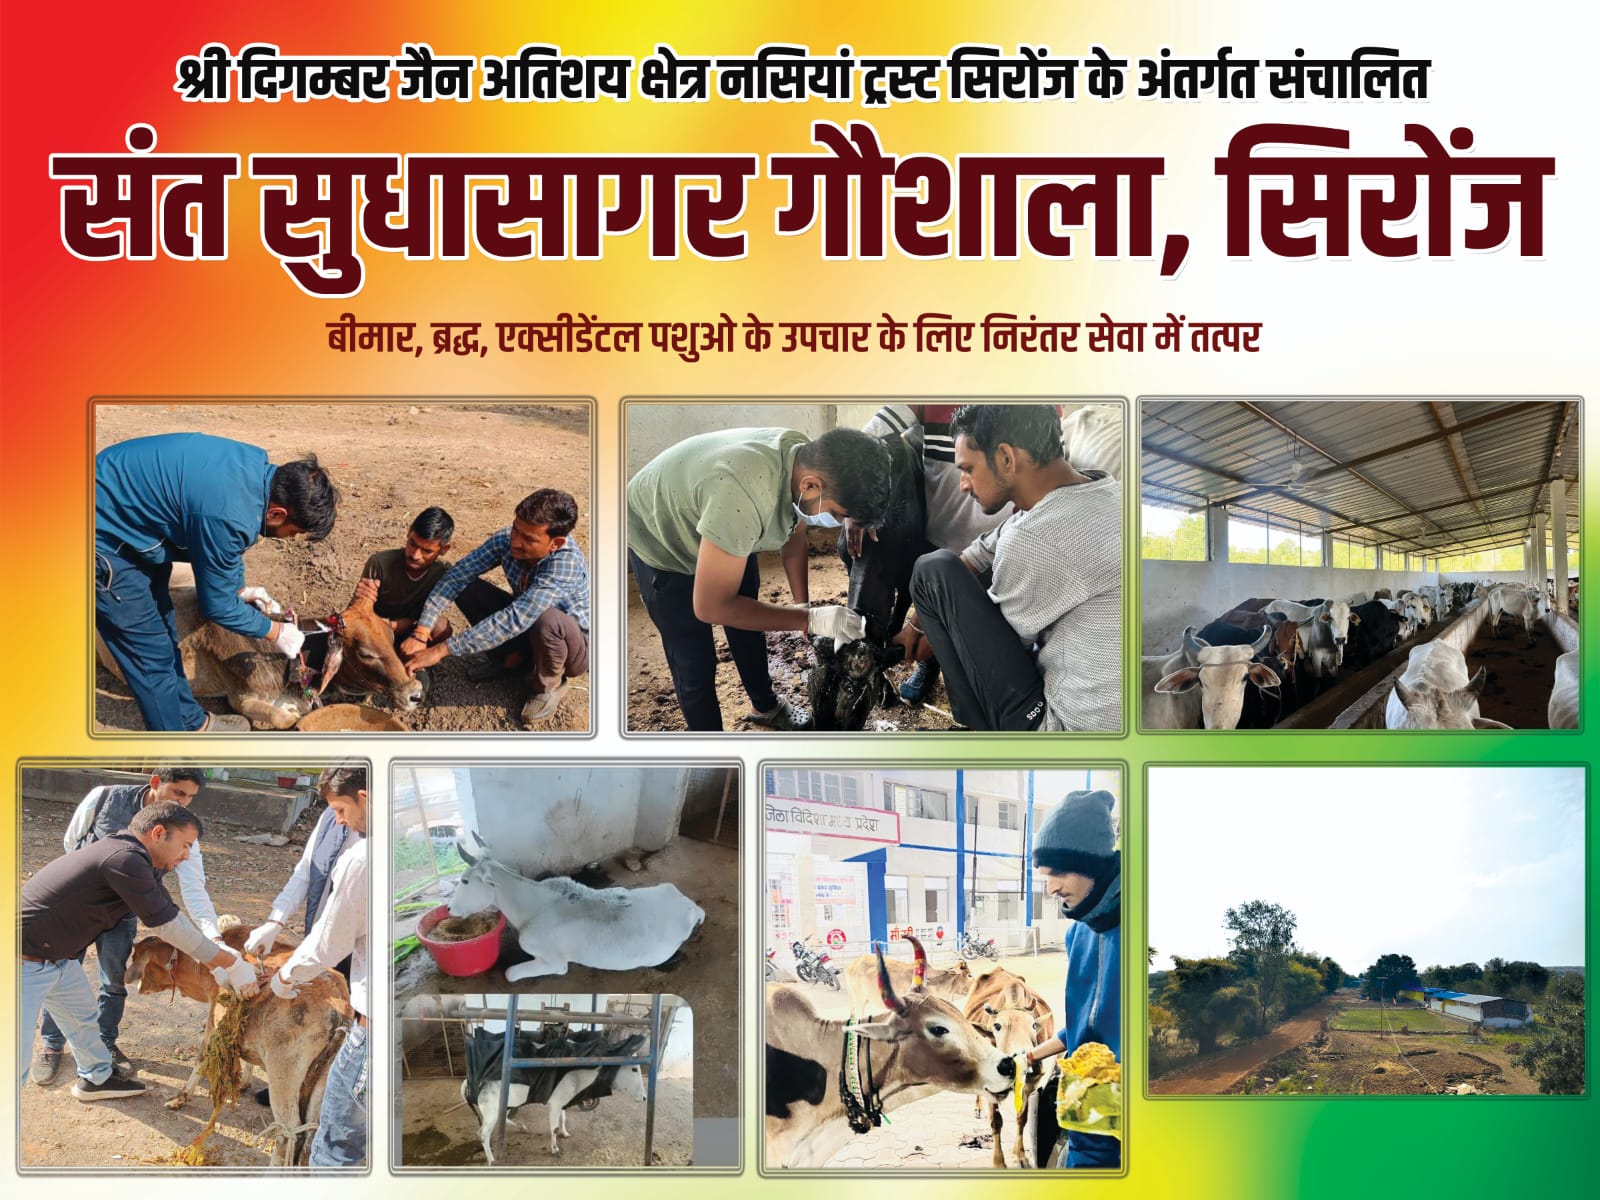 श्री दिगम्बर जैन अतिशय क्षेत्र नसियां ट्रस्ट सिरोंज के अंतर्गत संचालित
संत सुधासागर गौशाला, सिरोंज
बीमार, ब्रद्ध, एक्सीडेंटल पशुओ के उपचार के लिए निरंतर सेवा में तत्पर
जिला विदिशा मध्य प्रदेश